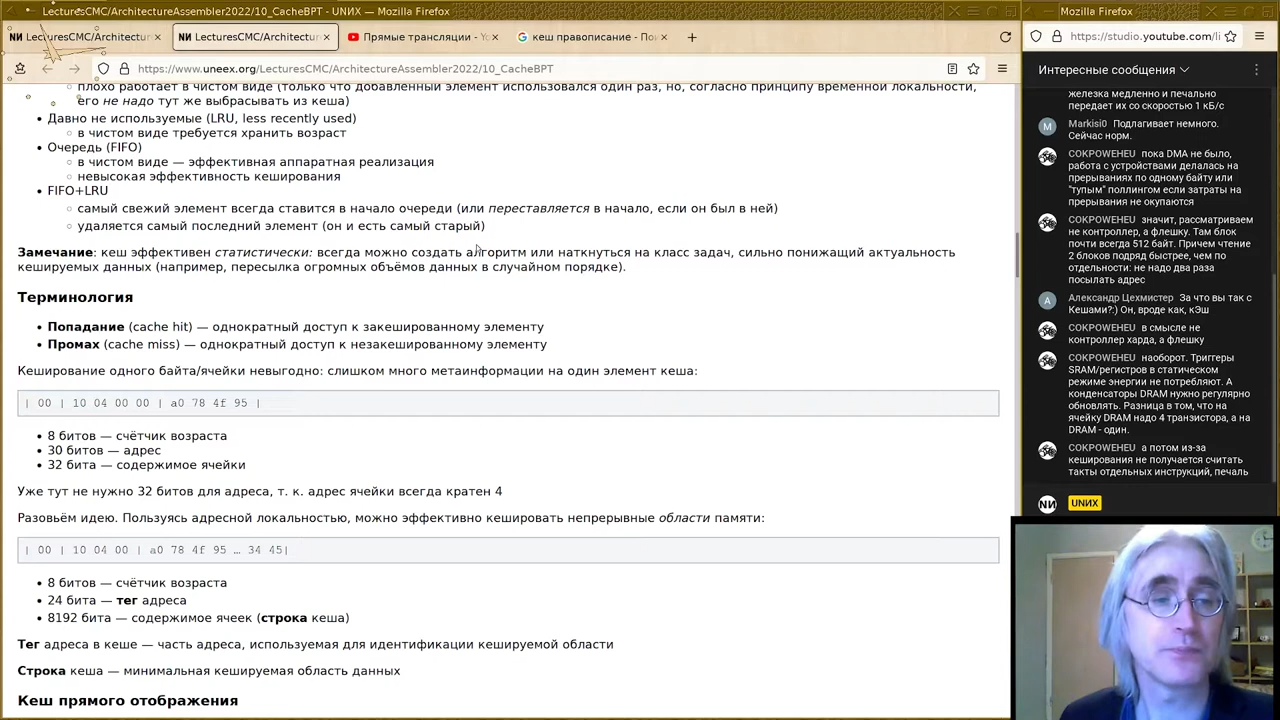 LecturesCMC/ArchitectureAssembler2022/10_CacheBPT - UNИX — Mozilla Firefox
Mozilla Firefox
LecturesCMC/Architectur
LecturesCMC/Architectur
Прямые трансляции - Yo
кеш правописание - Пои
https://www.uneex.org/LecturesCMC/ArchitectureAssembler2022/10_CacheBPT
https://studio.youtube.com/li
плохо работает в чистом виде (только что добавленный элемент использовался один раз, но, согласно принципу временной локальности,
его не надо тут же выбрасывать из кеша)
Давно не используемые (LRU, less recently used)
в чистом виде требуется хранить возраст
Очередь (FIFO)
в чистом виде — эффективная аппаратная реализация
невысокая эффективность кеширования
FIFO+LRU
самый свежий элемент всегда ставится в начало очереди (или переставляется в начало, если он был в ней)
удаляется самый последний элемент (он и есть самый старый)
Замечание: кеш эффективен статистически: всегда можно создать алгоритм или наткнуться на класс задач, сильно понижащий актуальность
кешируемых данных (например, пересылка огромных объёмов данных в случайном порядке).
Терминология
Попадание (cache hit) — однократный доступ к закешированному элементу
Промах (cache miss) — однократный доступ к незакешированному элементу
Кеширование одного байта/ячейки невыгодно: слишком много метаинформации на один элемент кеша:
| 00 | 10 04 00 00 | a0 78 4f 95 |
8 битов — счётчик возраста
30 битов — адрес
32 бита — содержимое ячейки
Уже тут не нужно 32 битов для адреса, т. к. адрес ячейки всегда кратен 4
Разовьём идею. Пользуясь адресной локальностью, можно эффективно кешировать непрерывные области памяти:
| 00 | 10 04 00 | a0 78 4f 95 … 34 45|
8 битов — счётчик возраста
24 бита — тег адреса
8192 бита — содержимое ячеек (строка кеша)
Тег адреса в кеше — часть адреса, используемая для идентификации кешируемой области
Строка кеша — минимальная кешируемая область данных
Кеш прямого отображения
Интересные сообщения
железка медленно и печально
передает их со скоростью 1 кБ/с
Markisi0 Подлагивает немного.
Сейчас норм.
COKPOWEHEU пока DMA не было,
работа с устройствами делалась на
прерываниях по одному байту или
"тупым" поллингом если затраты на
прерывания не окупаются
COKPOWEHEU значит, рассматриваем
не контроллер, а флешку. Там блок
почти всегда 512 байт. Причем чтение
2 блоков подряд быстрее, чем по
отдельности: не надо два раза
посылать адрес
Александр Цехмистер За что вы так с
Кешами?:) Он, вроде как, кЭш
COKPOWEHEU в смысле не
контроллер харда, а флешку
COKPOWEHEU наоборот. Триггеры
SRAM/регистров в статическом
режиме энергии не потребляют. А
конденсаторы DRAM нужно регулярно
обновлять. Разница в том, что на
ячейку DRAM надо 4 транзистора, а на
DRAM - один.
COKPOWEHEU а потом из-за
кеширования не получается считать
такты отдельных инструкций, печаль
UNИX